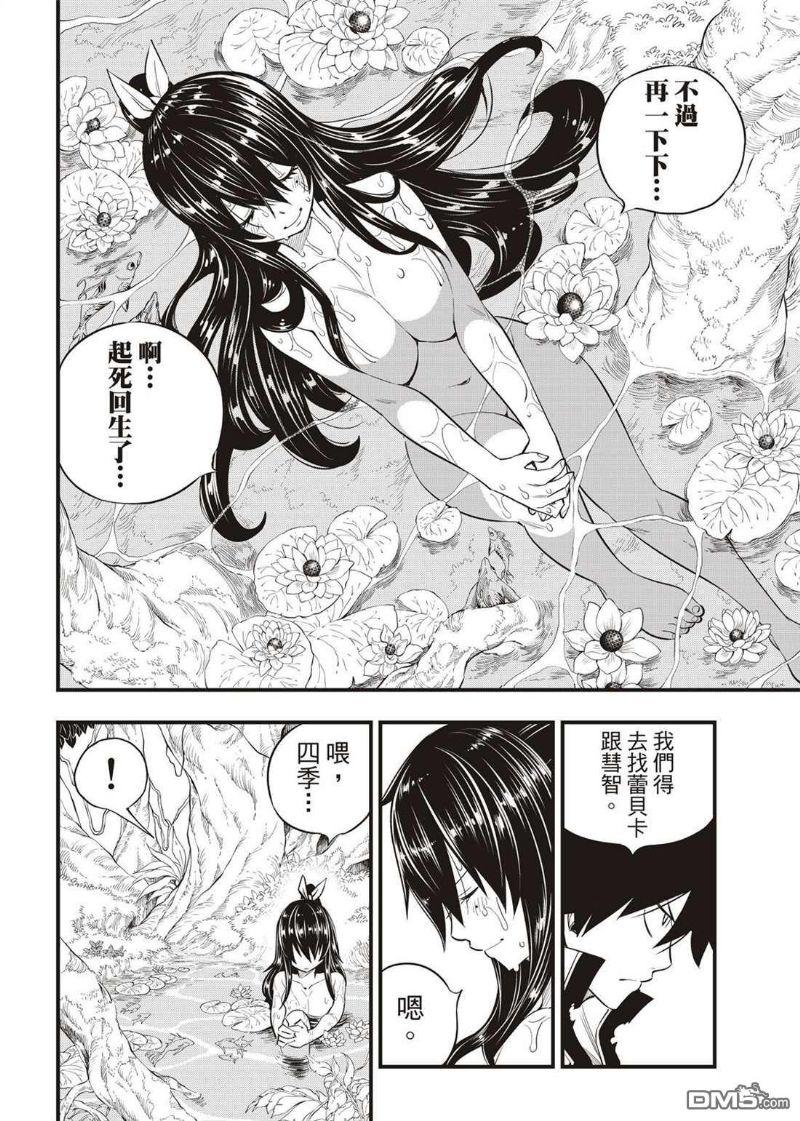 不過
再一下下…
啊…
起死回生了…
我們得
去找蕾貝卡
跟彗智。
嗯。
喂，
四季…
！
DM5.com